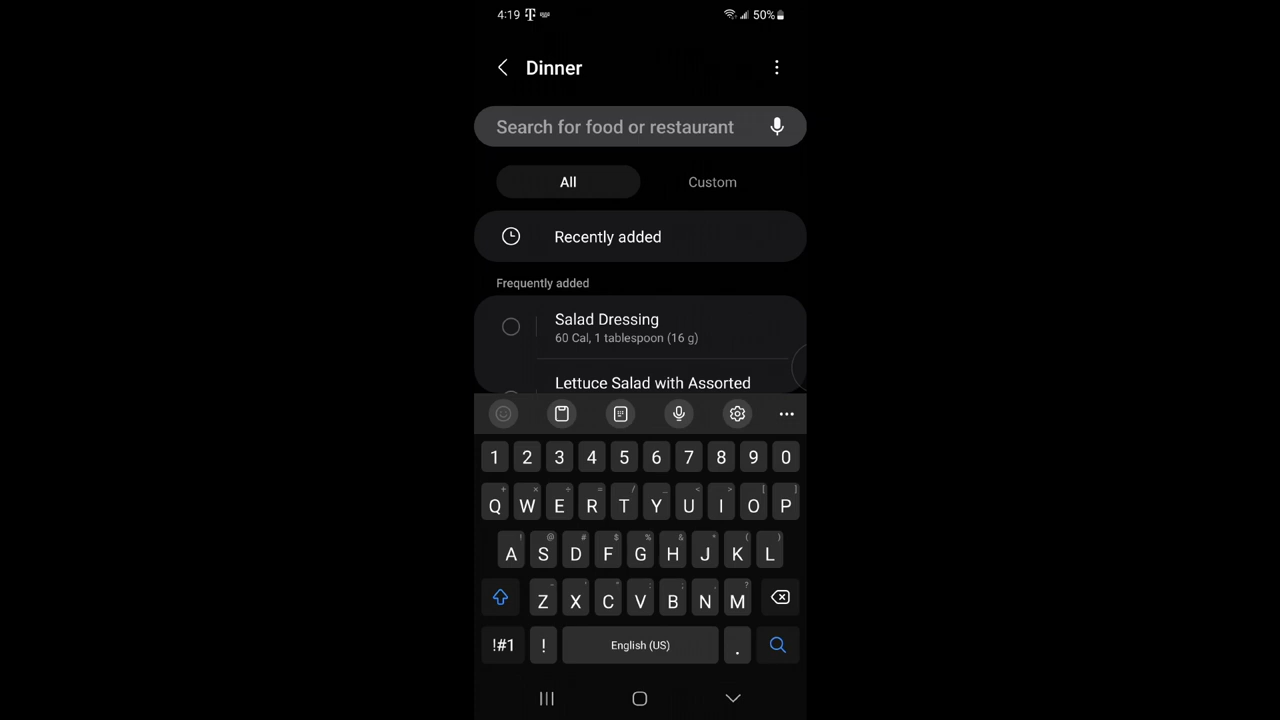 4:19 50%
Dinner
Search for food or restaurant
All Custom
Recently added
Frequently added
Salad Dressing
60 Cal, 1 tablespoon (16 g)
Lettuce Salad with Assorted
1 2 3 4 5 6 7 8 9 0
Q W E R T Y U I O P
A S D F G H J K L
Z X C V B N M
!#1 ! English (US) .